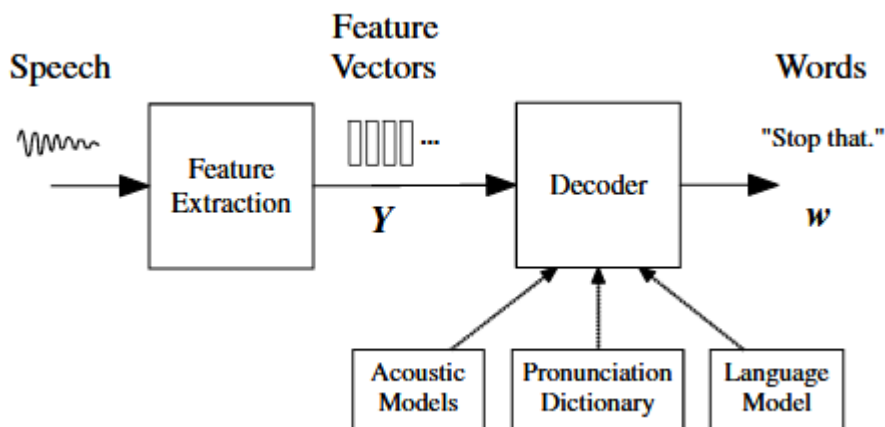 Speech
Feature
Vectors
Words
Feature
Extraction
...
Y
Decoder
"Stop that."
w
Acoustic
Models
Pronunciation
Dictionary
Language
Model